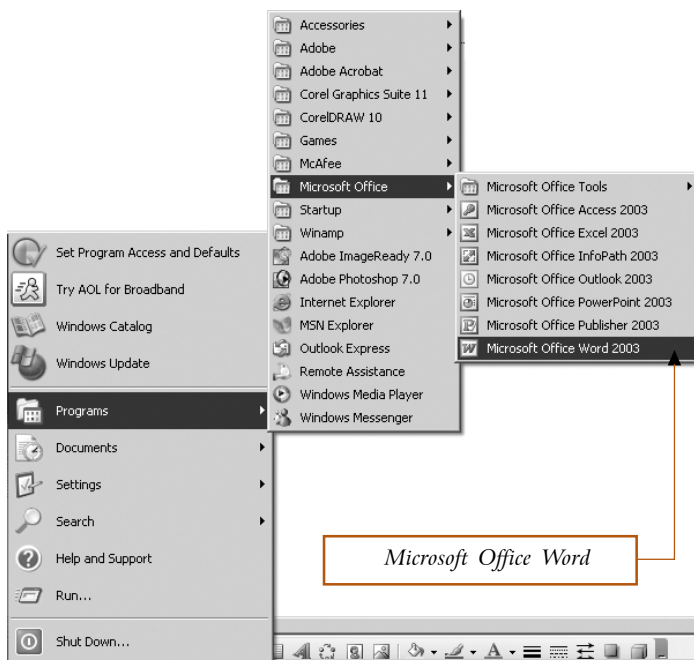 Accessories
Adobe
Adobe Acrobat
Corel Graphics Suite 11
CorelDRAW 10
Games
McAfee
Microsoft Office
Startup
Winamp
Adobe ImageReady 7.0
Adobe Photoshop 7.0
Internet Explorer
MSN Explorer
Outlook Express
Remote Assistance
Windows Media Player
Windows Messenger
Microsoft Office Tools
Microsoft Office Access 2003
Microsoft Office Excel 2003
Microsoft Office InfoPath 2003
Microsoft Office Outlook 2003
Microsoft Office PowerPoint 2003
Microsoft Office Publisher 2003
Microsoft Office Word 2003
Set Program Access and Defaults
Try AOL for Broadband
Windows Catalog
Windows Update
Programs
Documents
Settings
Search
Help and Support
Run...
Shut Down...
Microsoft Office Word